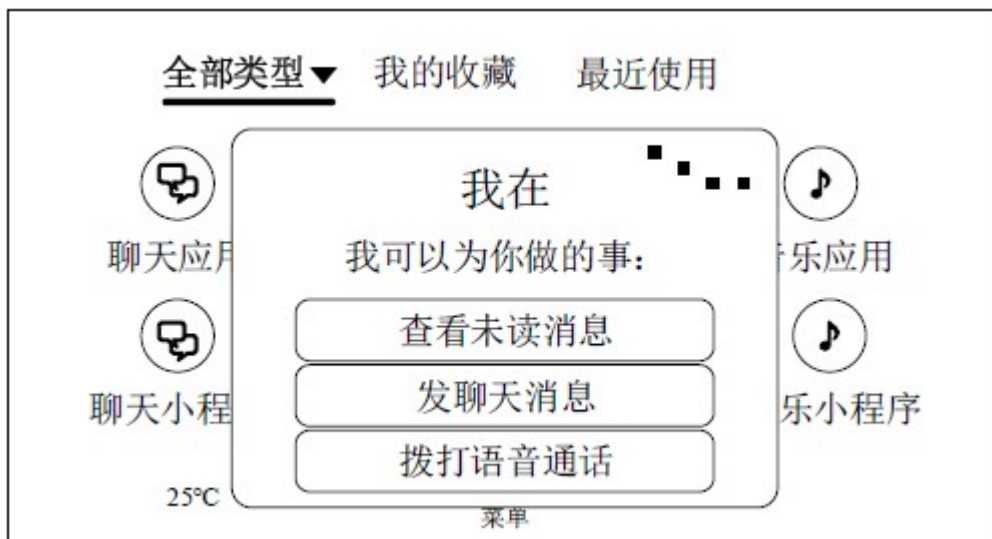 全部类型 我的收藏 最近使用
我在
我可以为你做的事：
聊天应 乐应用
查看未读消息
发聊天消息
聊天小程 乐小程序
拨打语音通话
25℃
菜单